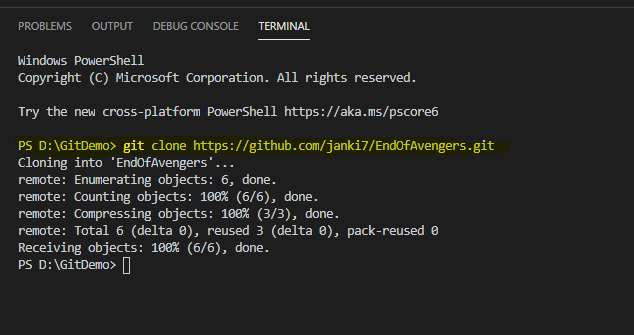 PROBLEMS OUTPUT DEBUG CONSOLE TERMINAL
Windows PowerShell
Copyright (C) Microsoft Corporation. All rights reserved.
Try the new cross-platform PowerShell https://aka.ms/pscore6
PS D:\GitDemo> git clone https://github.com/janki7/EndOfAvengers.git
Cloning into 'EndOfAvengers'...
remote: Enumerating objects: 6, done.
remote: Counting objects: 100% (6/6), done.
remote: Compressing objects: 100% (3/3), done.
remote: Total 6 (delta 0), reused 3 (delta 0), pack-reused 0
Receiving objects: 100% (6/6), done.
PS D:\GitDemo>